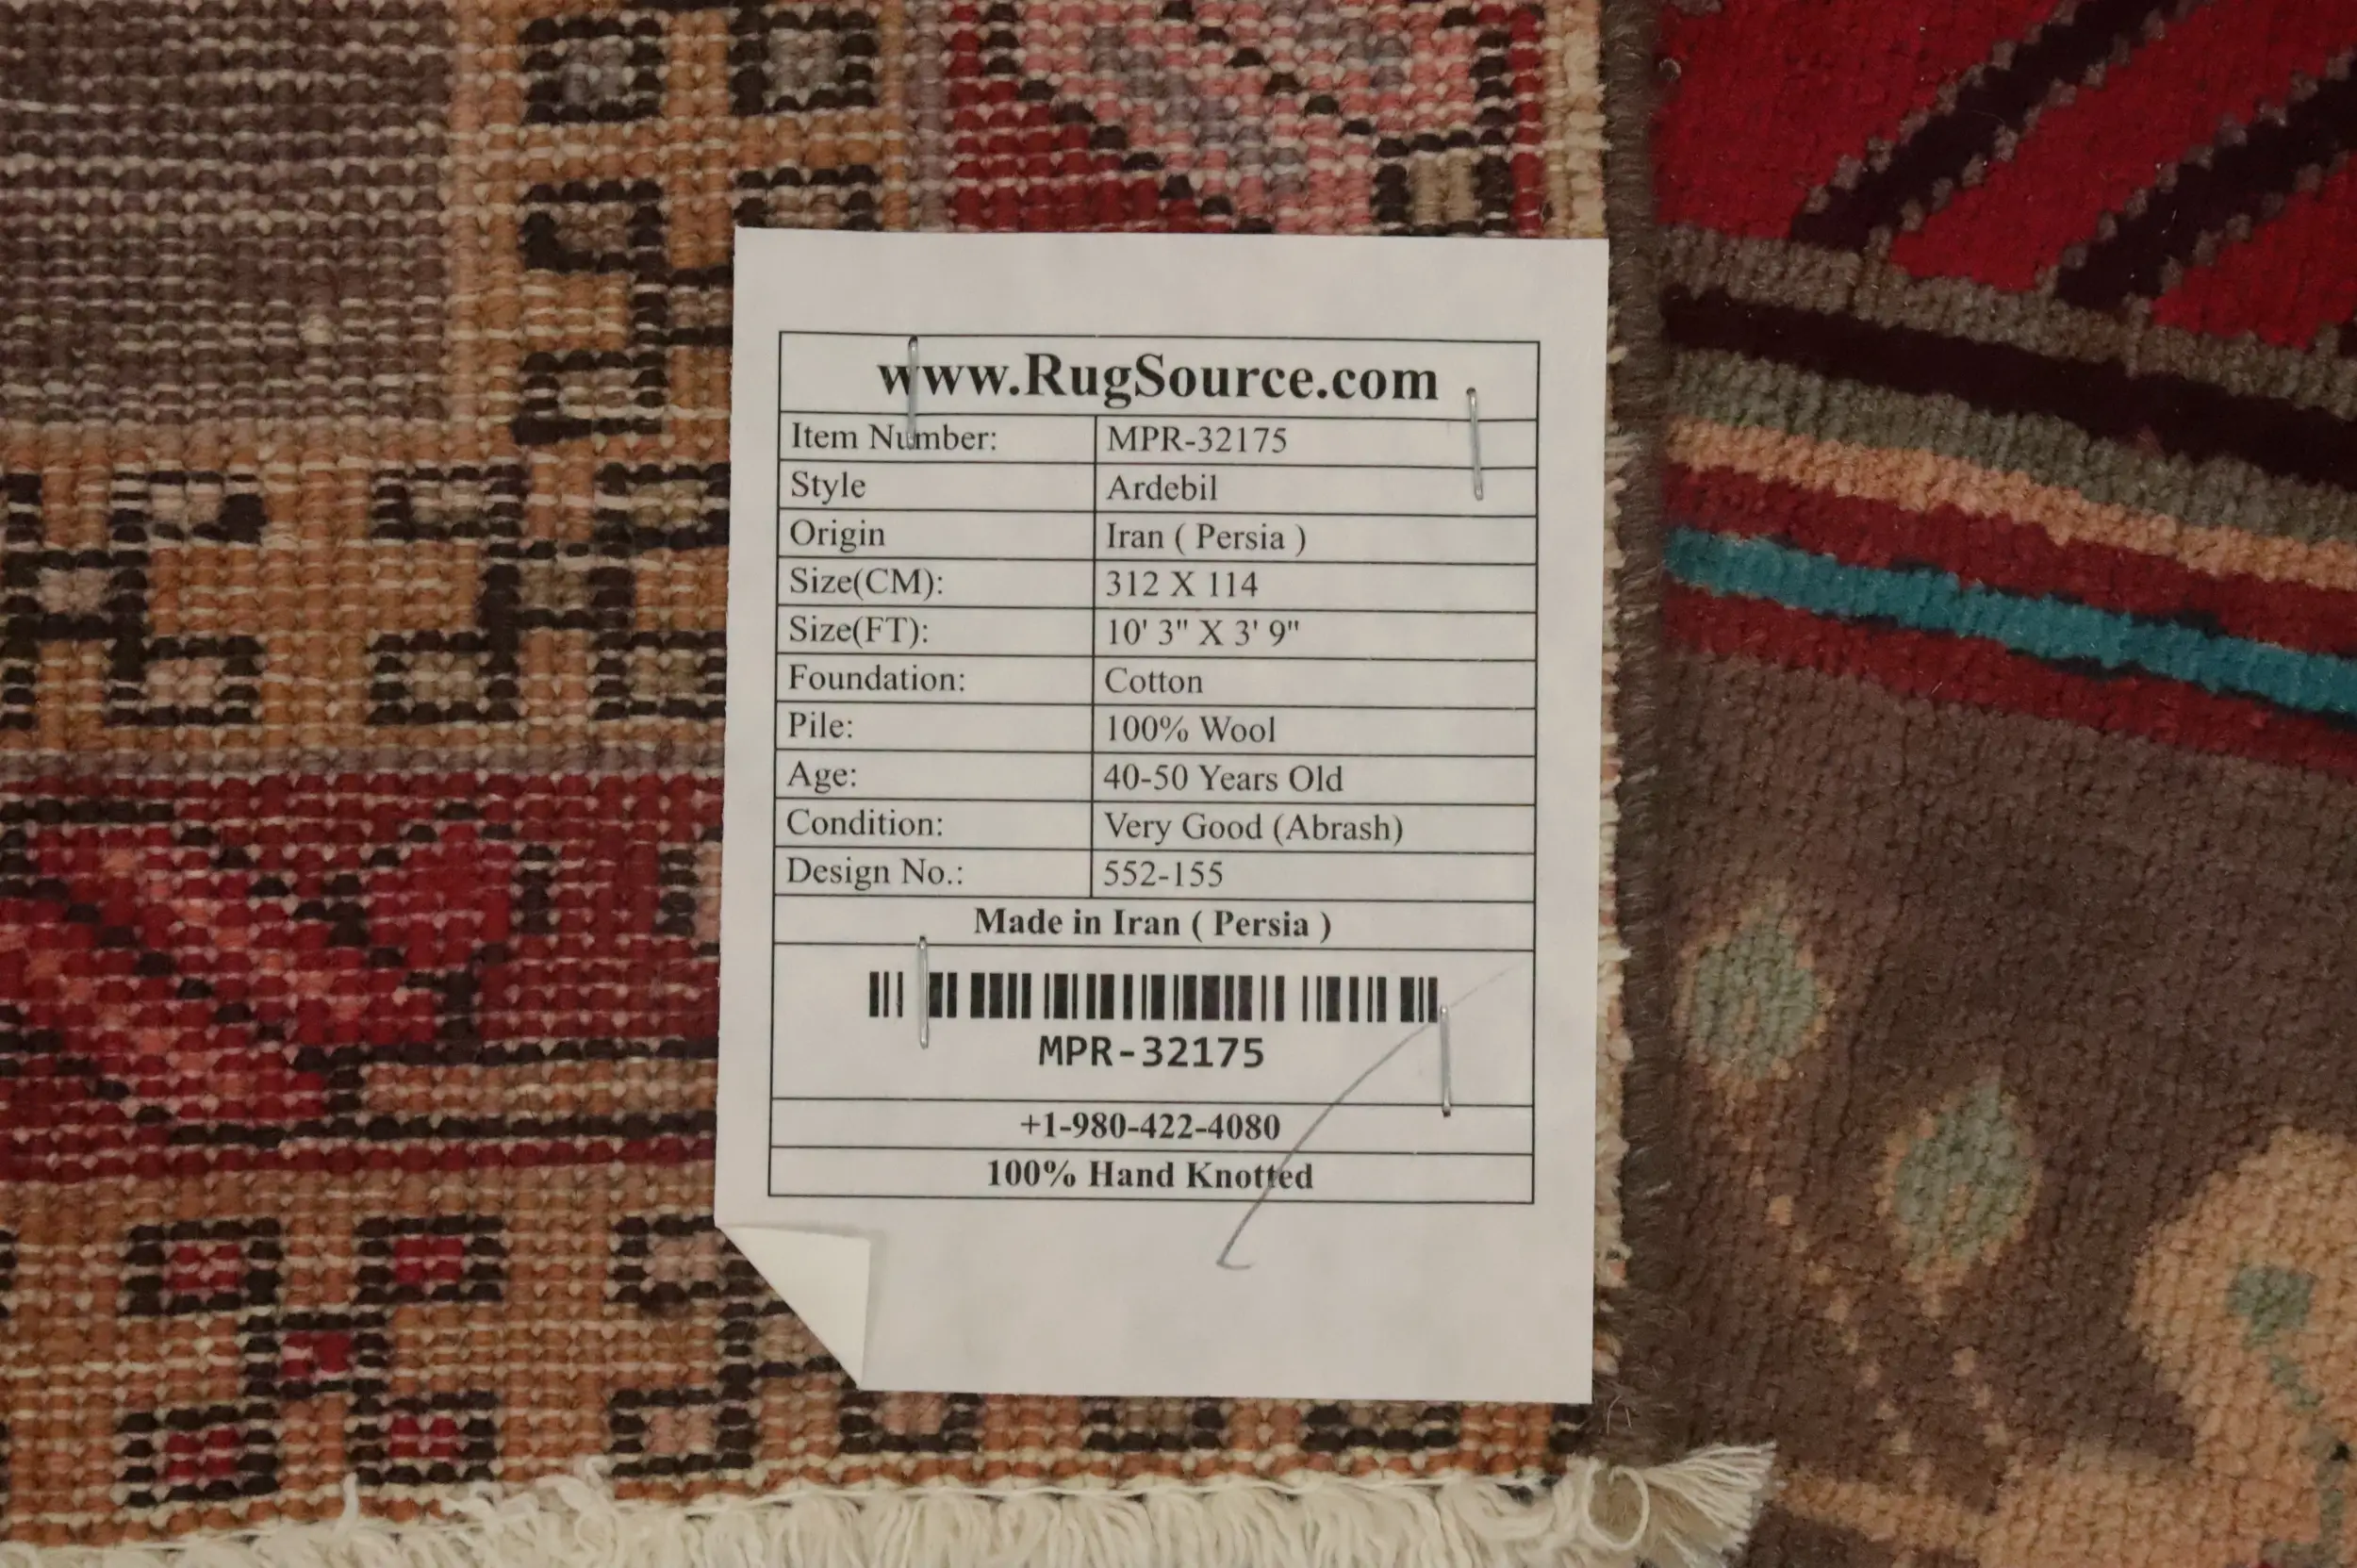 www.RugSource.com
Item Number: MPR-32175
Style Ardebil
Origin Iran ( Persia )
Size(CM): 312 X 114
Size(FT): 10' 3" X 3' 9"
Foundation: Cotton
Pile: 100% Wool
Age: 40-50 Years Old
Condition: Very Good (Abrash)
Design No.: 552-155
Made in Iran ( Persia )
MPR-32175
+1-980-422-4080
100% Hand Knotted